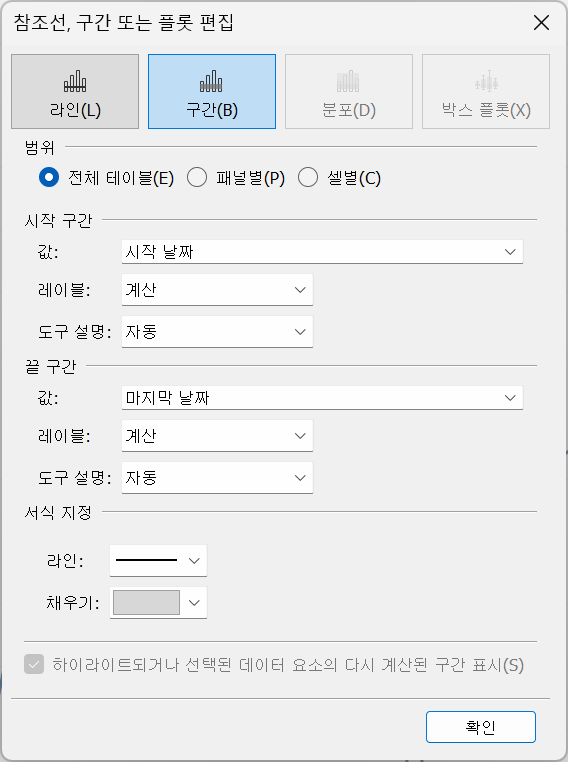 참조선, 구간 또는 플롯 편집
라인(L) 구간(B) 분포(D) 박스 플롯(X)
범위
전체 테이블(E) 패널별(P) 셀별(C)
시작 구간
값: 시작 날짜
레이블: 계산
도구 설명: 자동
끝 구간
값: 마지막 날짜
레이블: 계산
도구 설명: 자동
서식 지정
라인:
채우기:
하이라이트되거나 선택된 데이터 요소의 다시 계산된 구간 표시(S)
확인